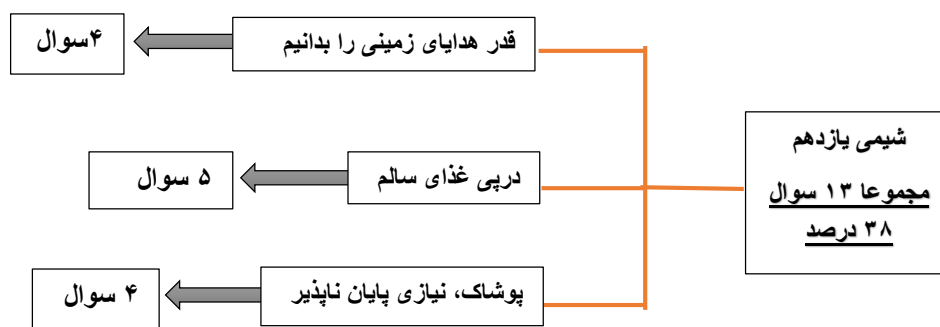 شیمی یازدهم
مجموعا ۱۳ سوال
۳۸ درصد
قدر هدایای زمینی را بدانیم
۴سوال
درپی غذای سالم
۵ سوال
پوشاک، نیازی پایان ناپذیر
۴ سوال